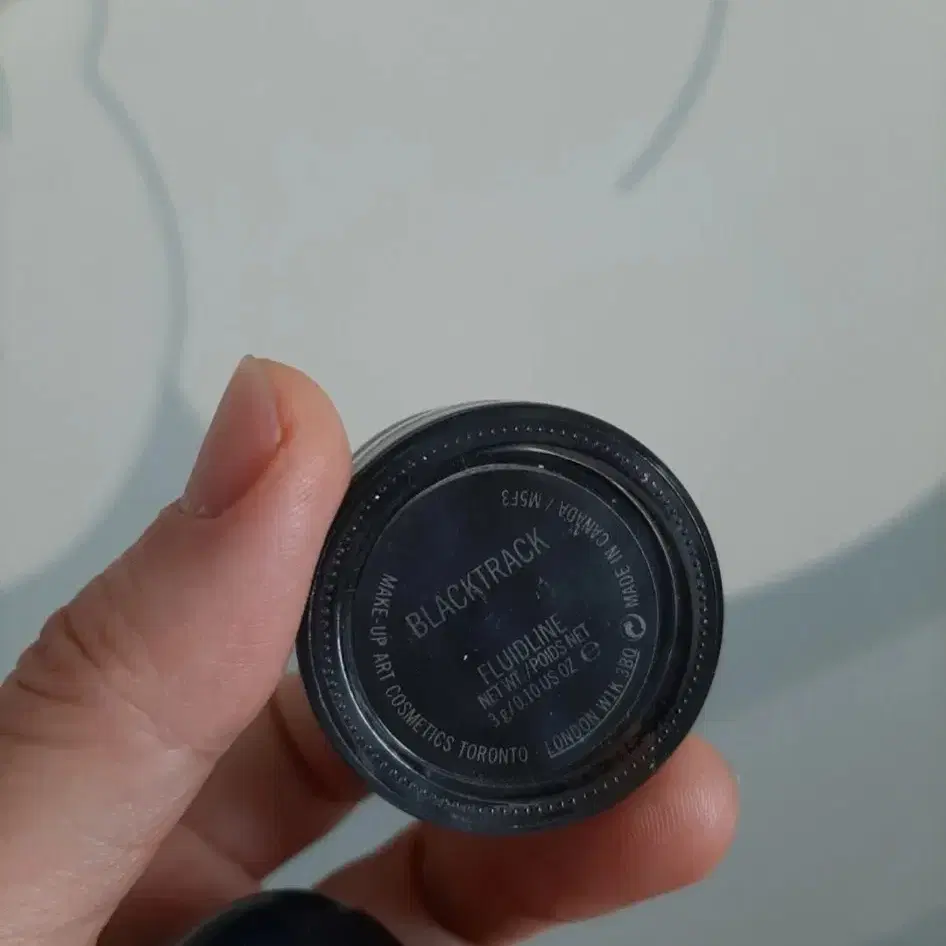 BLACKTRACK
FLUIDLINE
NET WT / POIDS NET
3 g / 0.10 US OZ ℮
MAKE-UP ART COSMETICS TORONTO LONDON W1K 3BQ MADE IN CANADA / M5F3